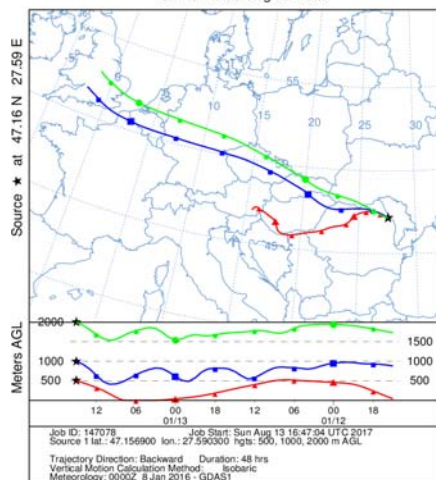 Source ★ at 47.16 N 27.59 E
5
0
5
10
15
20
25
30
55
45
Meters AGL
2000
1500
1000
1000
500
500
12 06 00 18 12 06 00 18
01/13 01/12
Job ID: 147078 Job Start: Sun Aug 13 16:47:04 UTC 2017
Source 1 lat.: 47.156900 lon.: 27.590300 hgts: 500, 1000, 2000 m AGL
Trajectory Direction: Backward Duration: 48 hrs
Vertical Motion Calculation Method: Isobaric
Meteorology: 0000Z 8 Jan 2016 - GDAS1